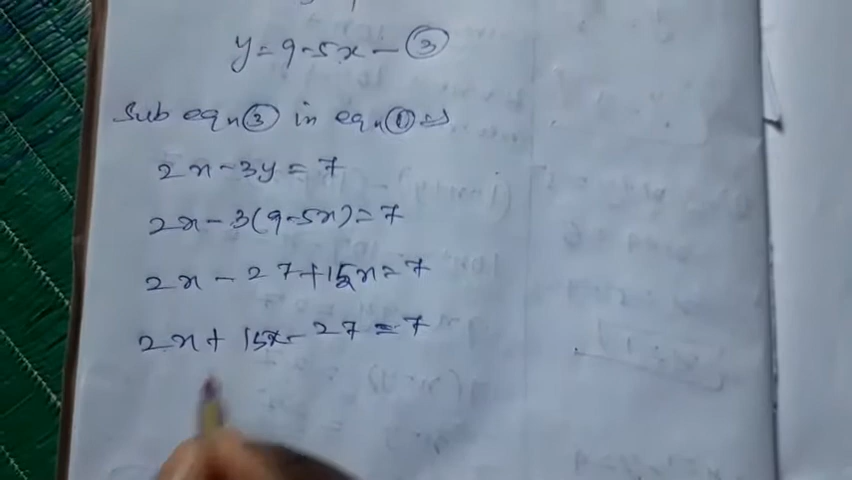 y = 9-5x - ③
Sub eqn ③ in eqn ① ⇒
2x - 3y = 7
2x - 3(9-5x) = 7
2x - 27 + 15x = 7
2x + 15x - 27 = 7